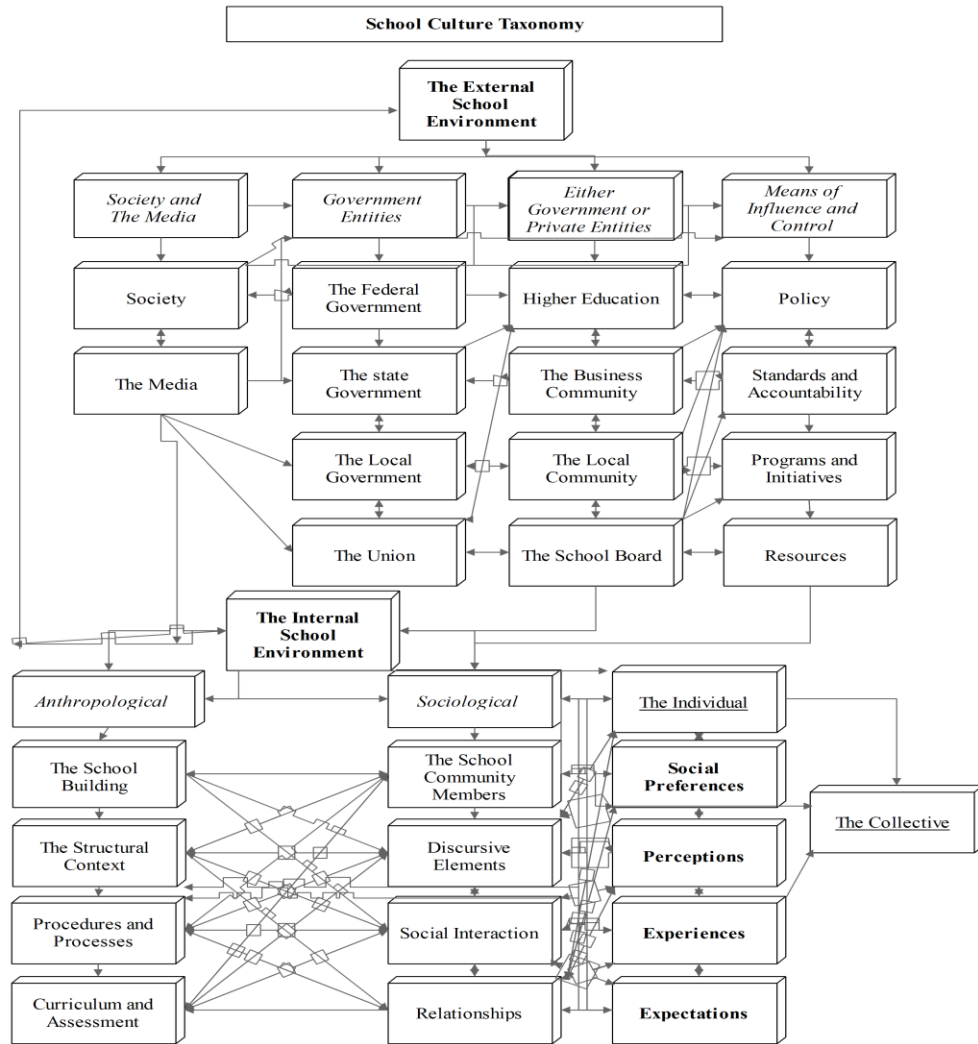 School Culture Taxonomy
The External
School
Environment
Society and
The Media
Government
Entities
Either
Government or
Private Entities
Means of
Influence and
Control
Society
The Federal
Government
Higher Education
Policy
The Media
The state
Government
The Business
Community
Standards and
Accountability
The Local
Government
The Local
Community
Programs and
Initiatives
The Union
The School Board
Resources
The Internal
School
Environment
Anthropological
Sociological
The Individual
The School
Building
The School
Community
Members
Social
Preferences
The Collective
The Structural
Context
Discursive
Elements
Perceptions
Procedures and
Processes
Social Interaction
Experiences
Curriculum and
Assessment
Relationships
Expectations